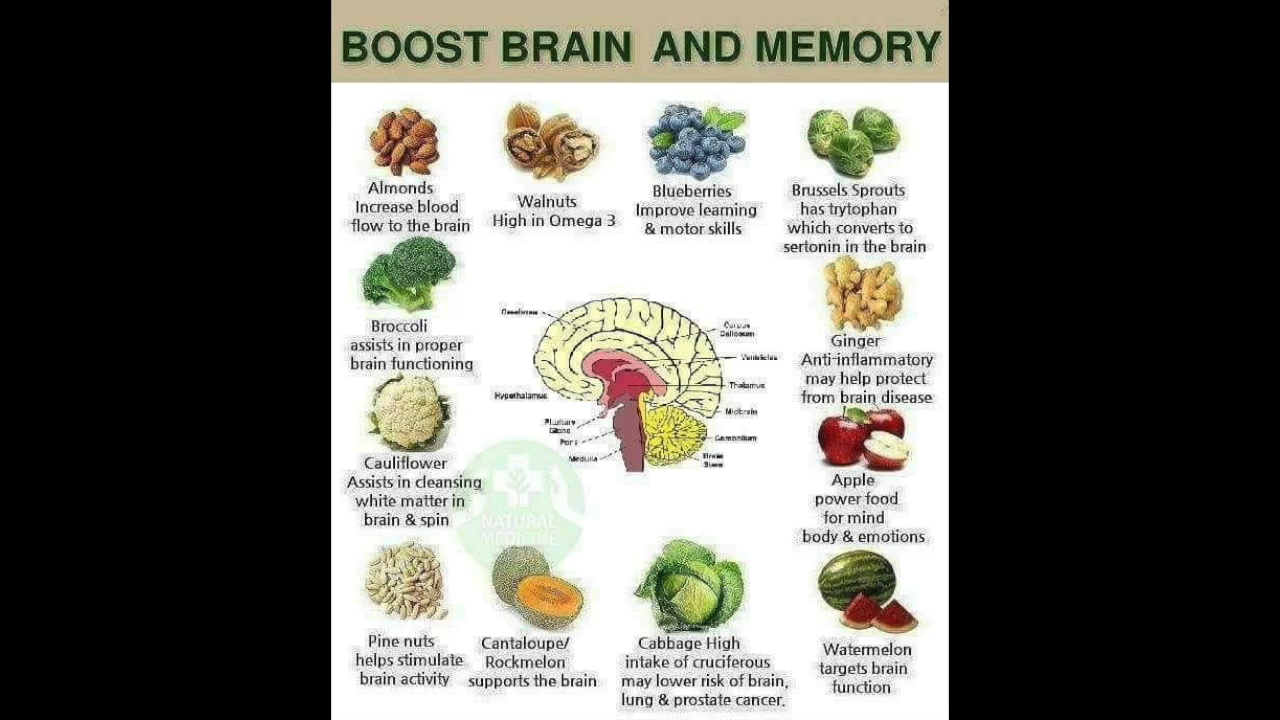 BOOST BRAIN AND MEMORY
Almonds
Increase blood
flow to the brain
Walnuts
High in Omega 3
Blueberries
Improve learning
& motor skills
Brussels Sprouts
has trytophan
which converts to
sertonin in the brain
Broccoli
assists in proper
brain functioning
Ginger
Anti-inflammatory
may help protect
from brain disease
Corpus
Ventricles
Thalamus
Hypothalamus
Midbrain
Pons
Medulla
Cauliflower
Assists in cleansing
white matter in
brain & spin
Apple
power food
for mind
body & emotions
NATURAL
MEDICINE
Pine nuts
helps stimulate
brain activity
Cantaloupe/
Rockmelon
supports the brain
Cabbage High
intake of cruciferous
may lower risk of brain,
lung & prostate cancer.
Watermelon
targets brain
function